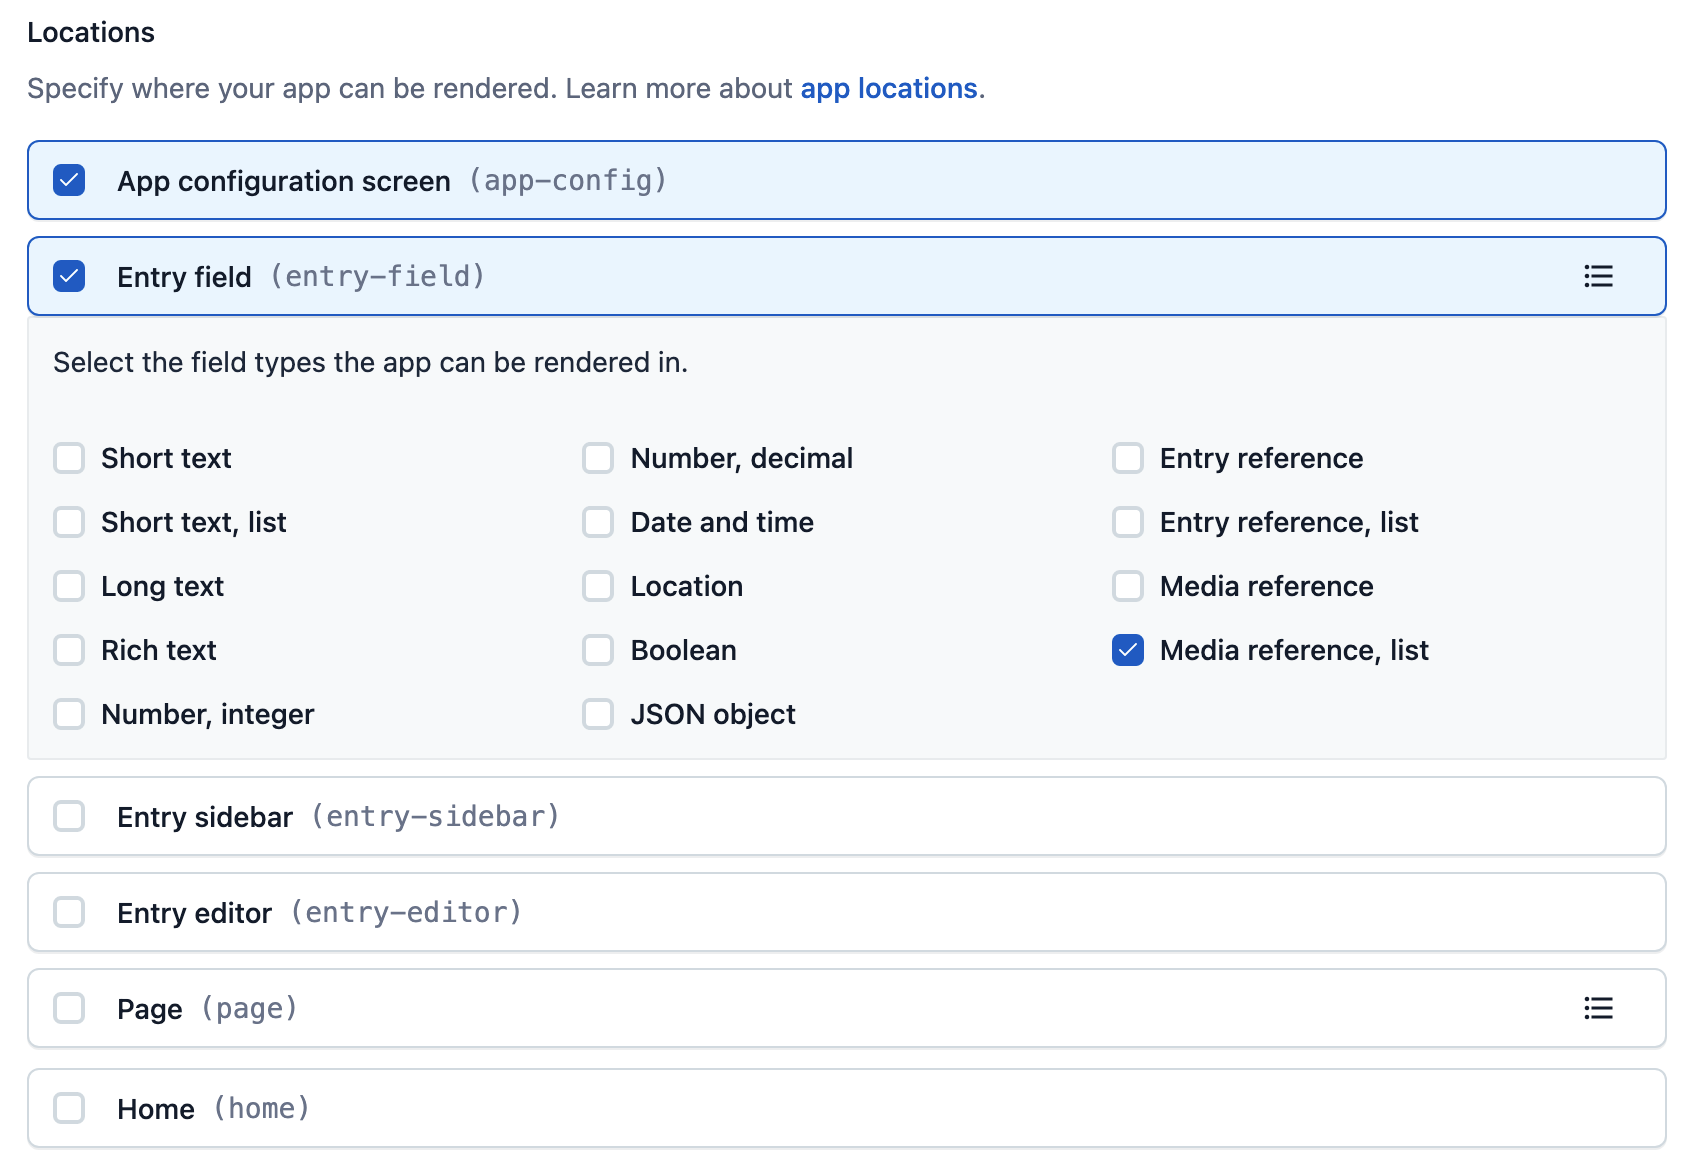 Locations
Specify where your app can be rendered. Learn more about app locations.
App configuration screen (app-config)
Entry field (entry-field)
Select the field types the app can be rendered in.
Short text
Short text, list
Long text
Rich text
Number, integer
Number, decimal
Date and time
Location
Boolean
JSON object
Entry reference
Entry reference, list
Media reference
Media reference, list
Entry sidebar (entry-sidebar)
Entry editor (entry-editor)
Page (page)
Home (home)